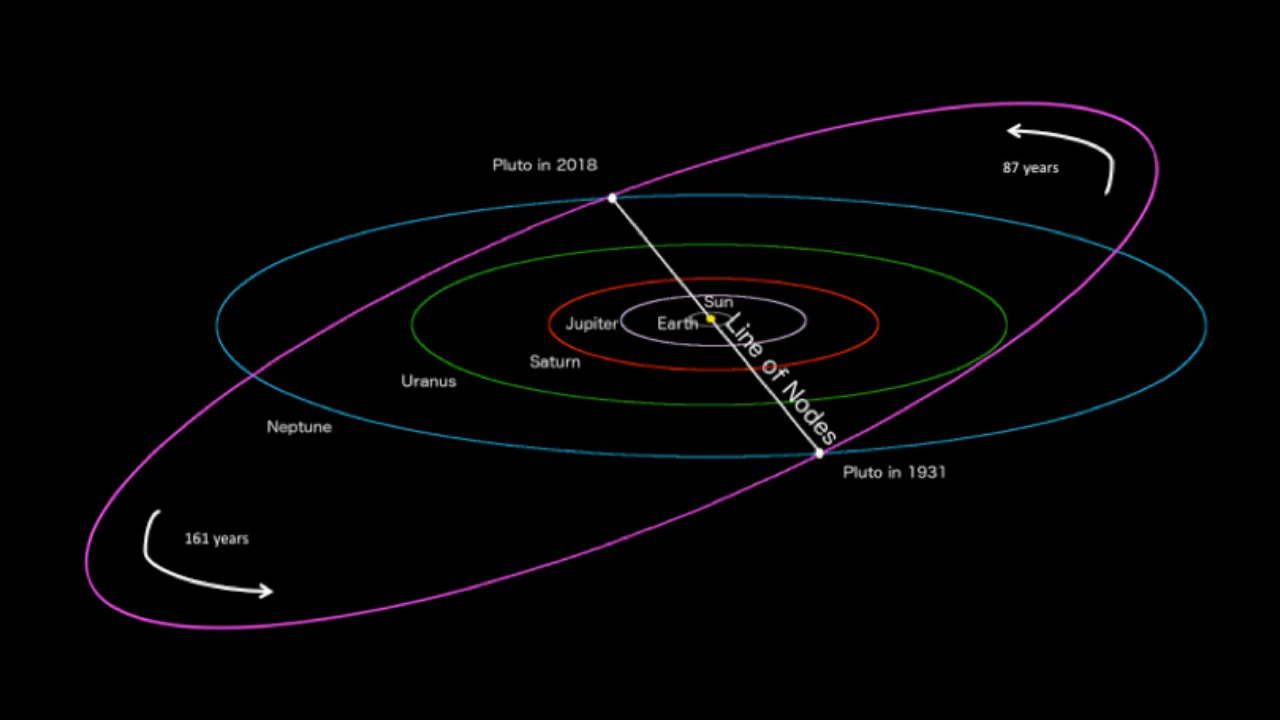 Pluto in 2018
87 years
Sun
Jupiter
Earth
Line of Nodes
Saturn
Uranus
Neptune
Pluto in 1931
161 years